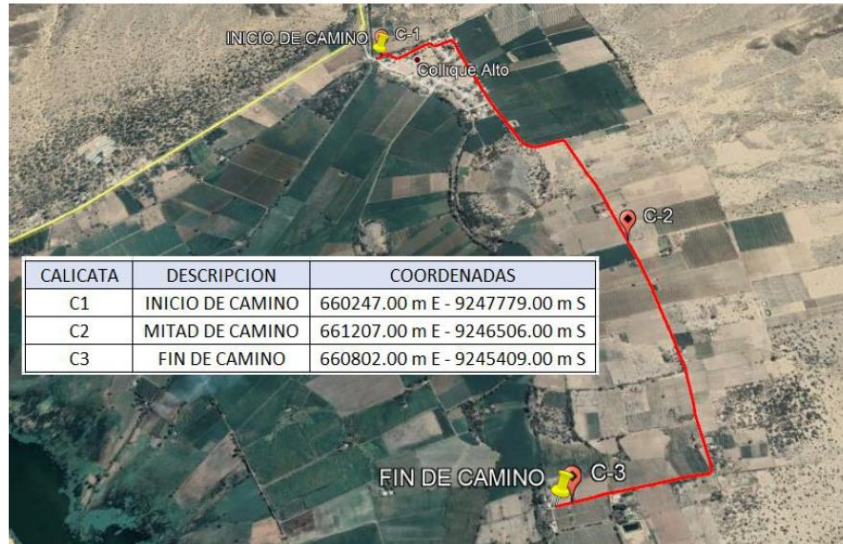 INICIO DE CAMINO C-1
Collique Alto
C-2
CALICATA DESCRIPCION COORDENADAS
C1 INICIO DE CAMINO 660247.00 m E - 9247779.00 m S
C2 MITAD DE CAMINO 661207.00 m E - 9246506.00 m S
C3 FIN DE CAMINO 660802.00 m E - 9245409.00 m S
FIN DE CAMINO C-3